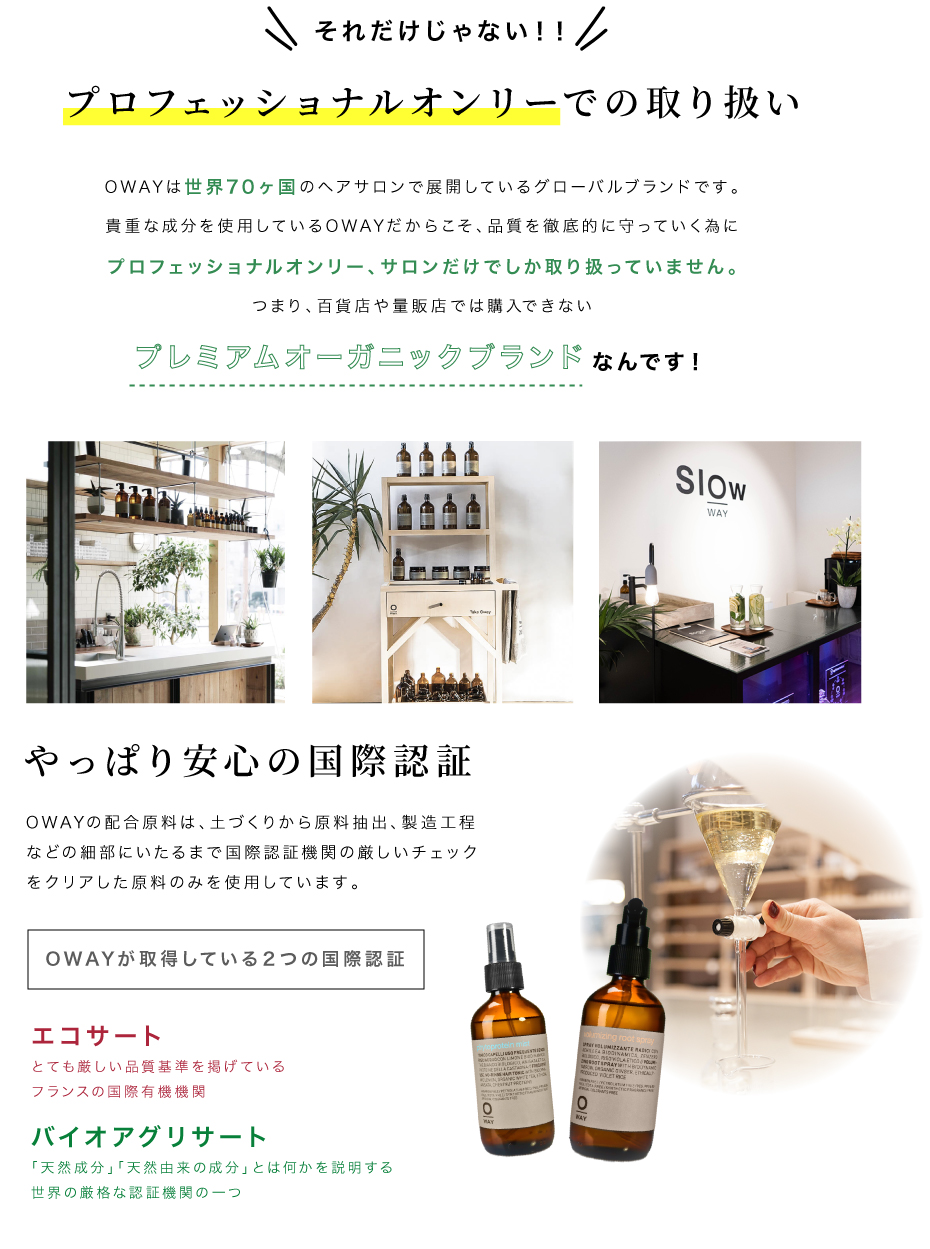 それだけじゃない！！
プロフェッショナルオンリーでの取り扱い
OWAYは世界70ヶ国のヘアサロンで展開しているグローバルブランドです。
貴重な成分を使用しているOWAYだからこそ、品質を徹底的に守っていく為に
プロフェッショナルオンリー、サロンだけでしか取り扱っていません。
つまり、百貨店や量販店では購入できない
プレミアムオーガニックブランドなんです！
SlOw
WAY
Take Oway
やっぱり安心の国際認証
OWAYの配合原料は、土づくりから原料抽出、製造工程
などの細部にいたるまで国際認証機関の厳しいチェック
をクリアした原料のみを使用しています。
OWAYが取得している2つの国際認証
エコサート
とても厳しい品質基準を掲げている
フランスの国際有機機関
バイオアグリサート
「天然成分」「天然由来の成分」とは何かを説明する
世界の厳格な認証機関の一つ
O
WAY
volumizing root spray
SPRAY VOLUMIZZANTE RADICI
O
WAY